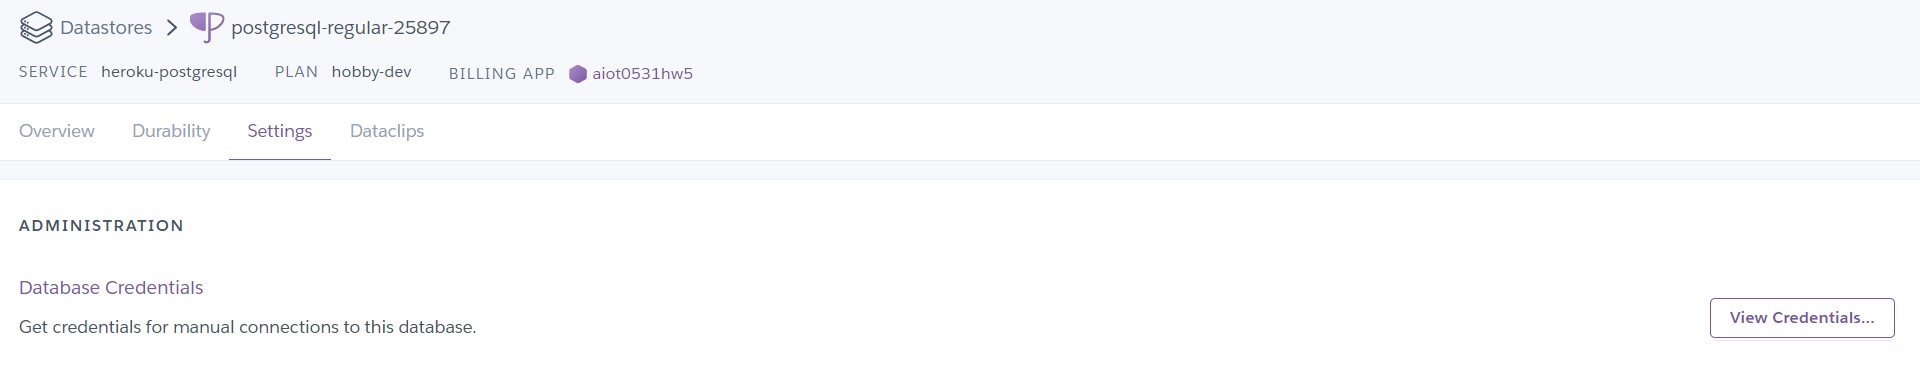 Datastores > postgresql-regular-25897
SERVICE heroku-postgresql PLAN hobby-dev BILLING APP aiot0531hw5
Overview Durability Settings Dataclips
ADMINISTRATION
Database Credentials
Get credentials for manual connections to this database.
View Credentials...